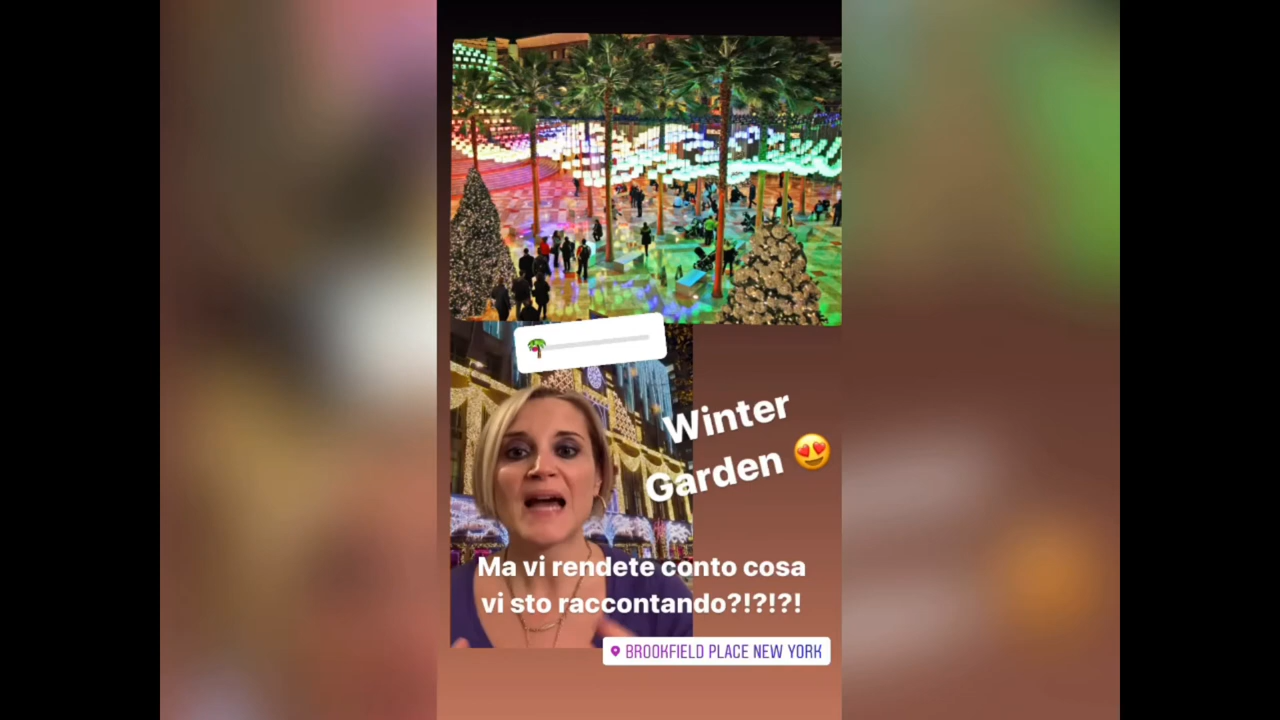 Winter
Garden 😍
Ma vi rendete conto cosa
vi sto raccontando?!?!?!
BROOKFIELD PLACE NEW YORK